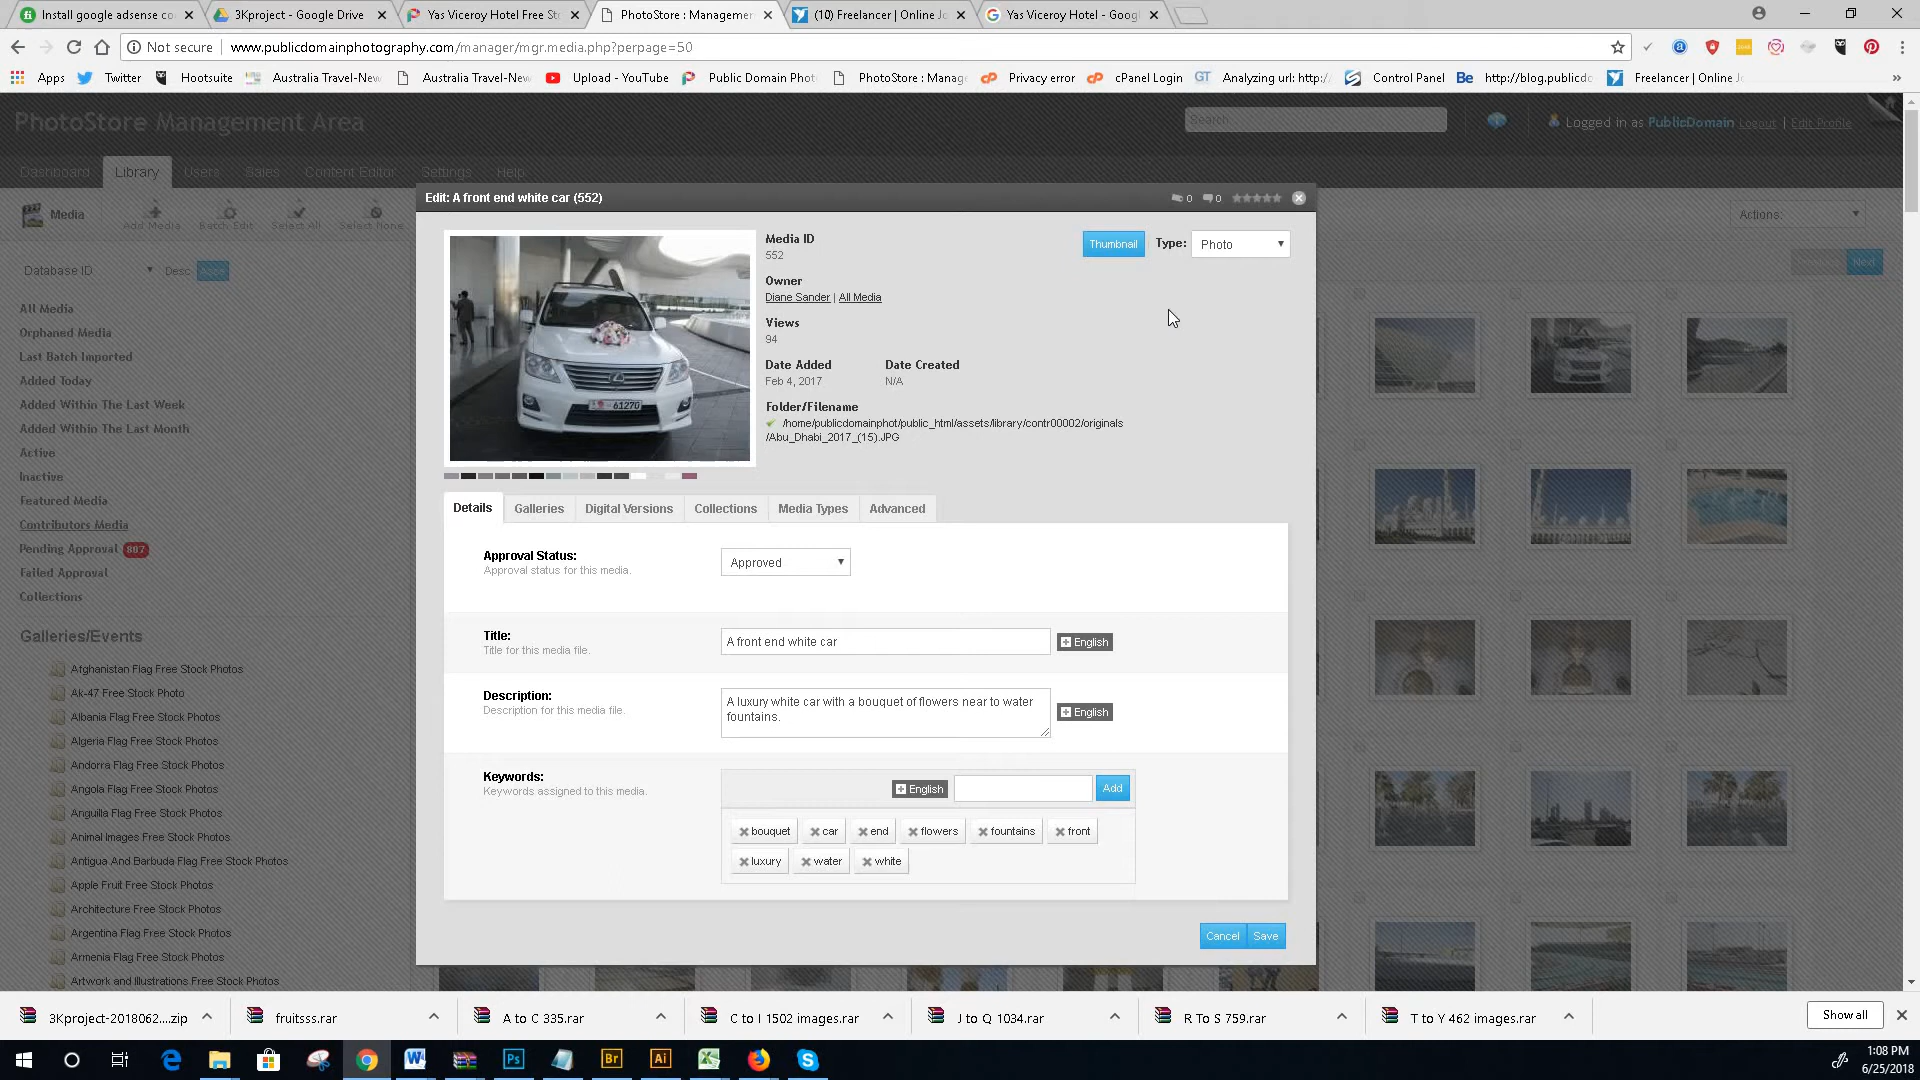 Install google adsense co
3Kproject - Google Drive
Yas Viceroy Hotel Free St
PhotoStore : Managemen
(10) Freelancer | Online Jo
Yas Viceroy Hotel - Goog
Not secure
www.publicdomainphotography.com/manager/mgr.media.php?perpage=50
Apps
Twitter
Hootsuite
Australia Travel-New
Australia Travel-New
Upload - YouTube
Public Domain Phot
PhotoStore : Manag
Privacy error
cPanel Login
Analyzing url: http:/
Control Panel
http://blog.publicdo
Freelancer | Online J
PhotoStore Management Area
Search
Logged in as PublicDomain Logout | Edit Profile
Dashboard Library Users Sales Content Editor Settings Help
Media
Add Media Batch Edit Select All Select None
Actions:
Database ID Desc
Next
All Media
Orphaned Media
Last Batch Imported
Added Today
Added Within The Last Week
Added Within The Last Month
Active
Inactive
Featured Media
Contributors Media
Pending Approval 807
Failed Approval
Collections
Galleries/Events
Afghanistan Flag Free Stock Photos
Ak-47 Free Stock Photo
Albania Flag Free Stock Photos
Algeria Flag Free Stock Photos
Andorra Flag Free Stock Photos
Angola Flag Free Stock Photos
Anguilla Flag Free Stock Photos
Animal Images Free Stock Photos
Antigua And Barbuda Flag Free Stock Photos
Apple Fruit Free Stock Photos
Architecture Free Stock Photos
Argentina Flag Free Stock Photos
Armenia Flag Free Stock Photos
Artwork and Illustrations Free Stock Photos
Edit: A front end white car (552)
0 0
61270
Media ID
552
Thumbnail Type: Photo
Owner
Diane Sander | All Media
Views
94
Date Added Date Created
Feb 4, 2017 N/A
Folder/Filename
/home/publicdomainphot/public_html/assets/library/contr00002/originals
/Abu_Dhabi_2017_(15).JPG
Details Galleries Digital Versions Collections Media Types Advanced
Approval Status:
Approval status for this media.
Approved
Title:
Title for this media file.
A front end white car
English
Description:
Description for this media file.
A luxury white car with a bouquet of flowers near to water
fountains.
English
Keywords:
Keywords assigned to this media.
English Add
bouquet car end flowers fountains front
luxury water white
Cancel Save
3Kproject-2018062....zip
fruitsss.rar
A to C 335.rar
C to I 1502 images.rar
J to Q 1034.rar
R To S 759.rar
T to Y 462 images.rar
Show all
1:08 PM
6/25/2018